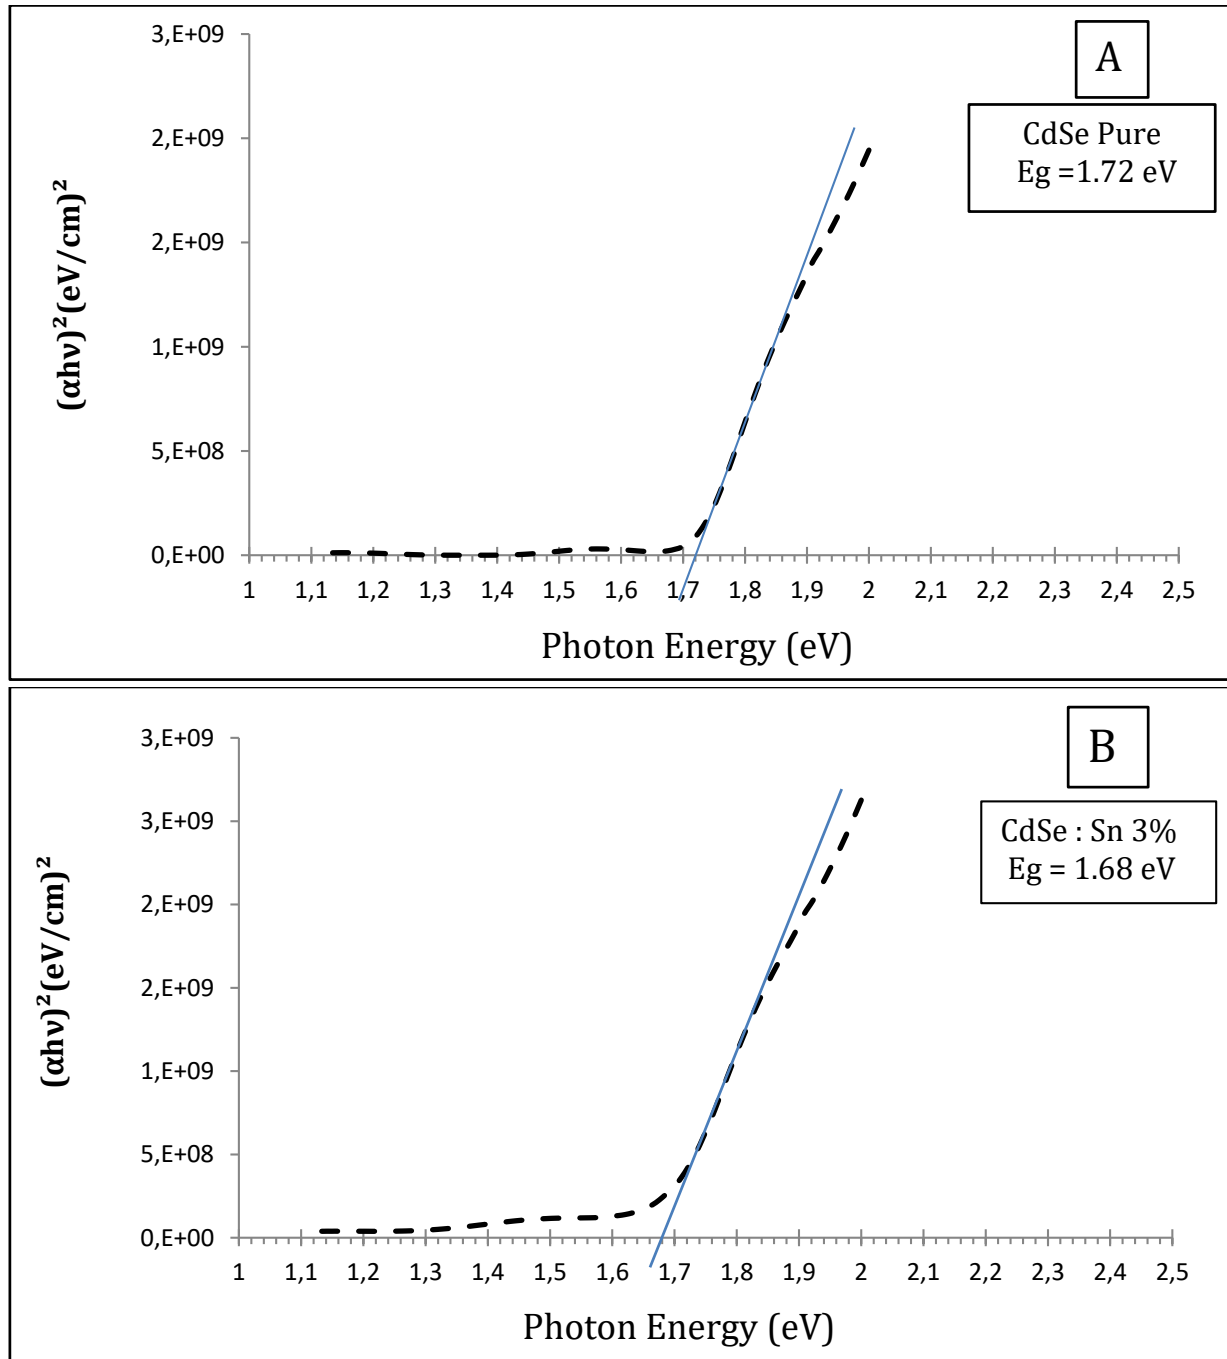 A
CdSe Pure
Eg =1.72 eV
(αhν)²(eV/cm)²
3,E+09
2,E+09
2,E+09
1,E+09
5,E+08
0,E+00
1 1,1 1,2 1,3 1,4 1,5 1,6 1,7 1,8 1,9 2 2,1 2,2 2,3 2,4 2,5
Photon Energy (eV)
B
CdSe : Sn 3%
Eg = 1.68 eV
(αhν)²(eV/cm)²
3,E+09
3,E+09
2,E+09
2,E+09
1,E+09
5,E+08
0,E+00
1 1,1 1,2 1,3 1,4 1,5 1,6 1,7 1,8 1,9 2 2,1 2,2 2,3 2,4 2,5
Photon Energy (eV)